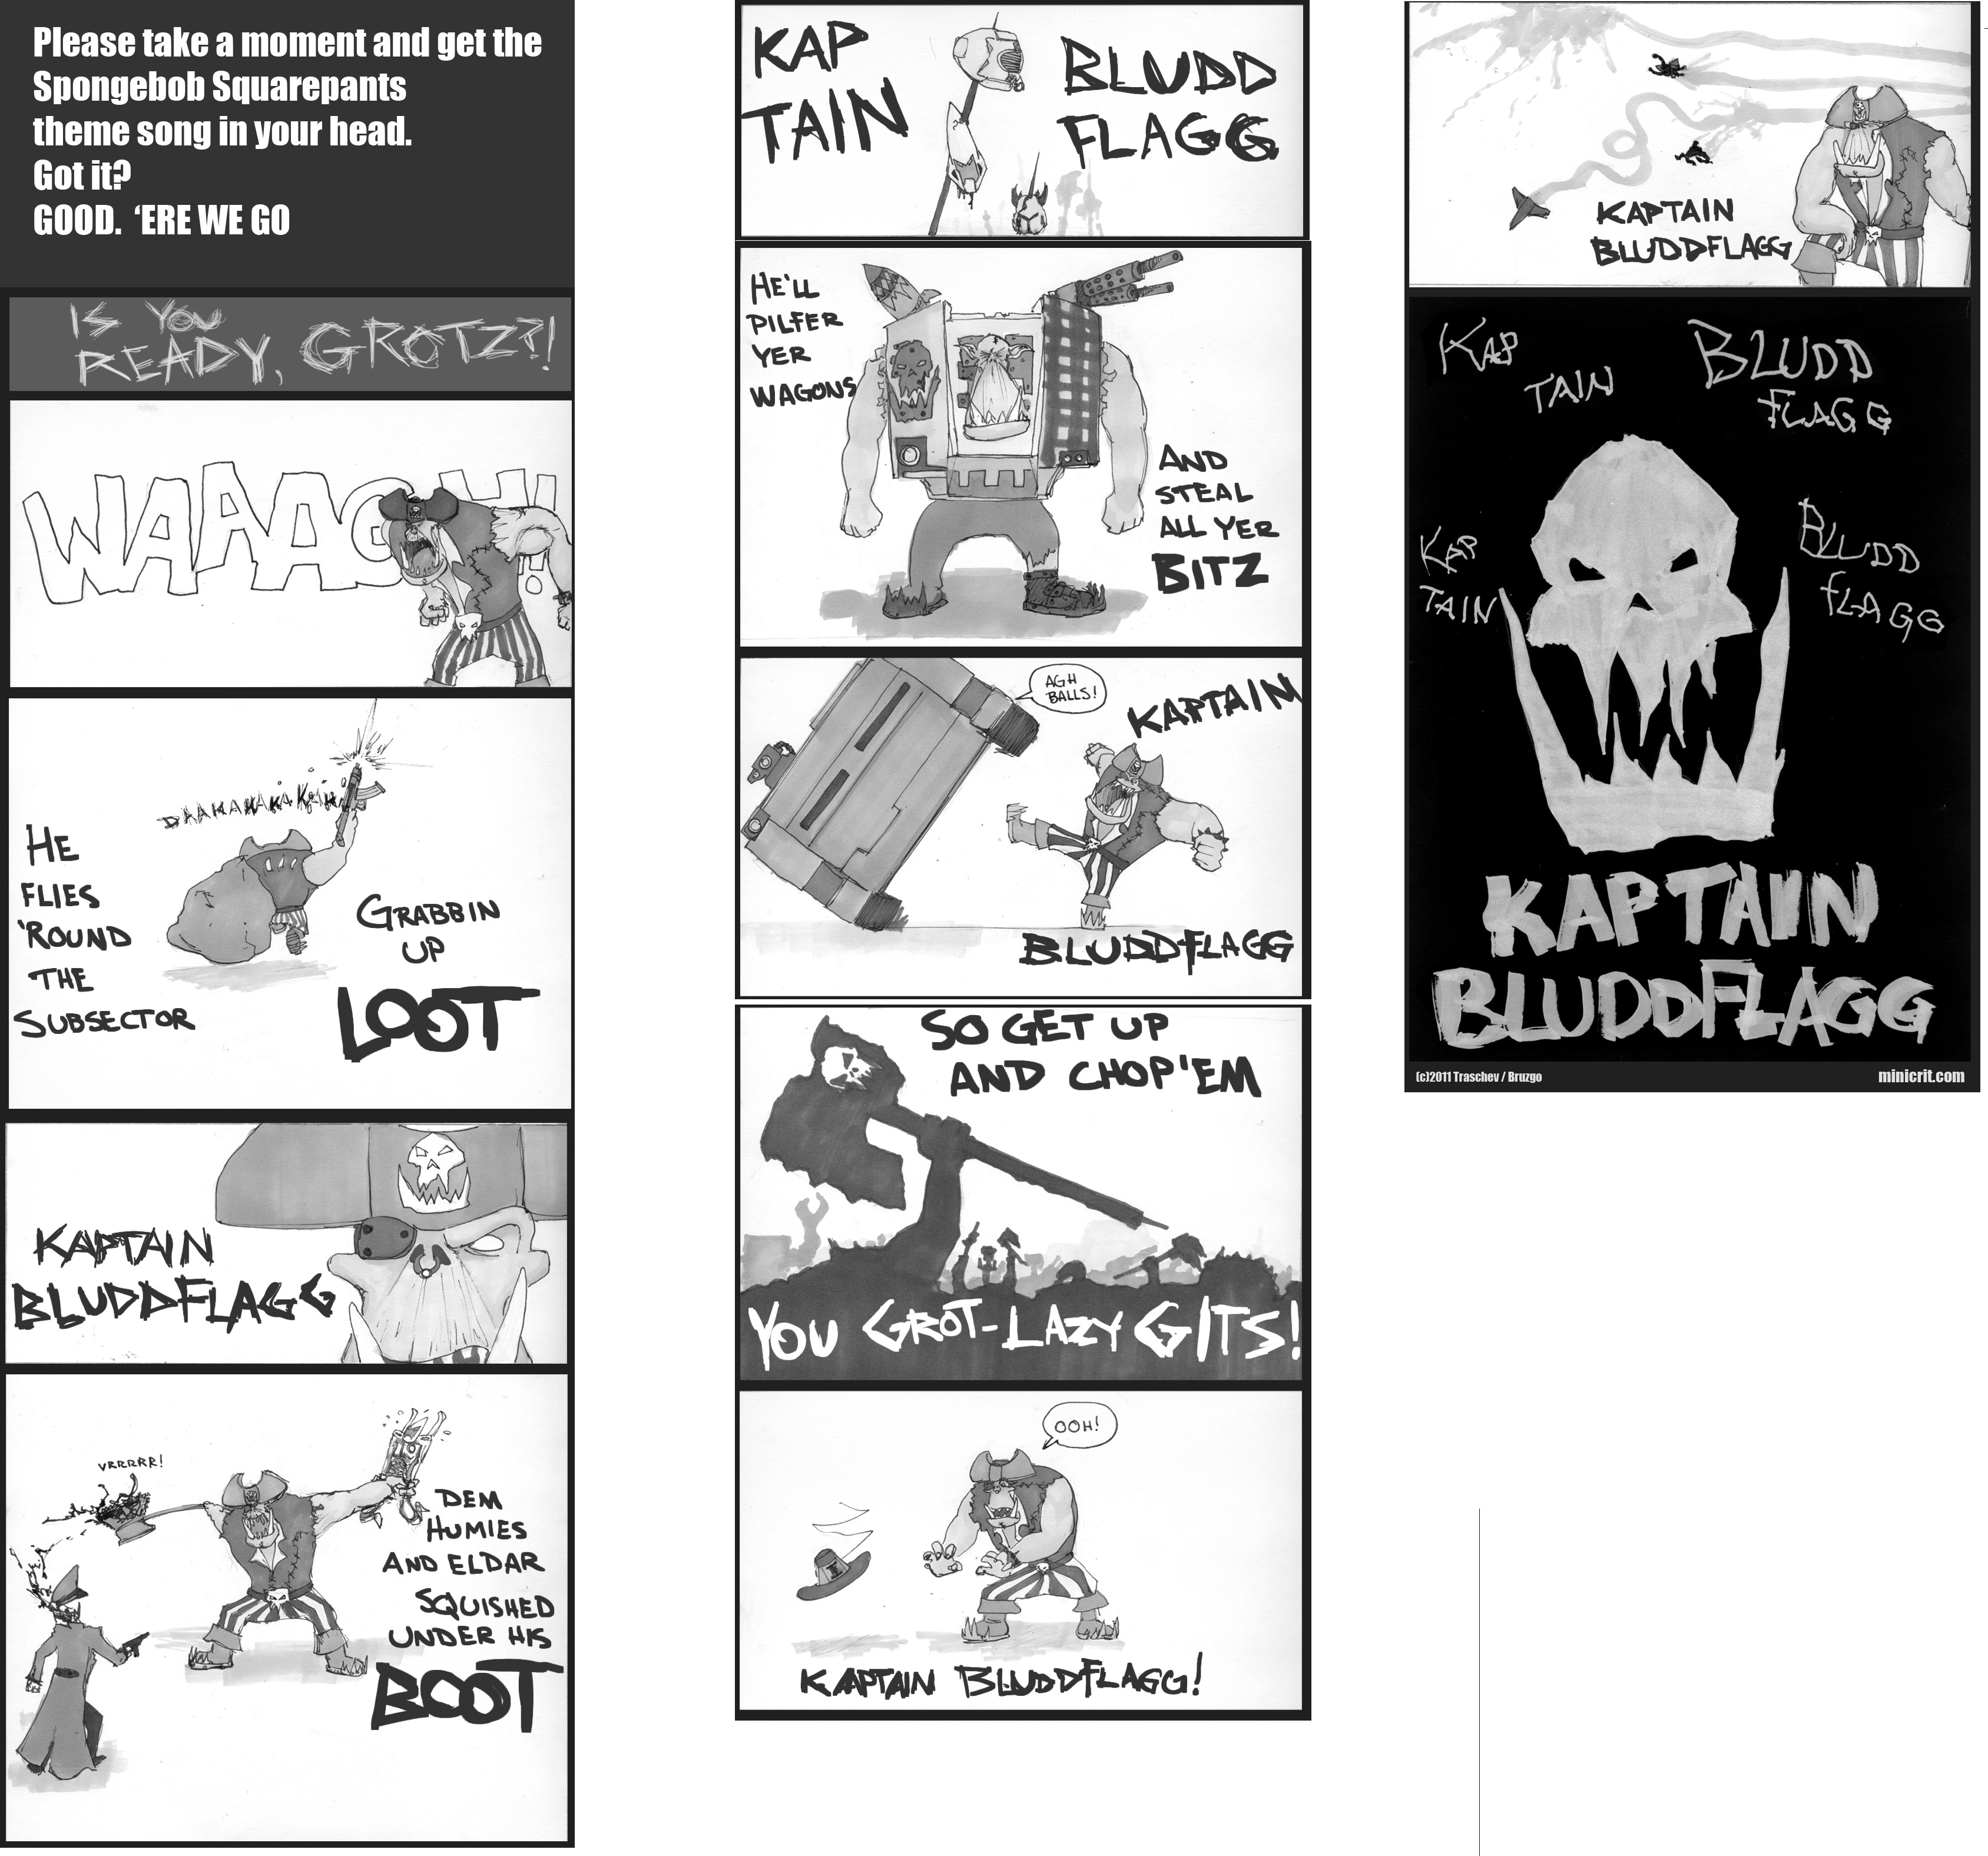 Please take a moment and get the
Spongebob Squarepants
theme song in your head.
Got it?
GOOD. ‘ERE WE GO
IS YOU
READY, GROTZ?!
WAAAGH!
DAKAKAKAKAKAKA
HE
FLIES
'ROUND
THE
SUBSECTOR
GRABBIN
UP
LOOT
KAPTAIN
BLUDDFLAGG
VRRRRR!
DEM
HUMIES
AND ELDAR
SQUISHED
UNDER HIS
BOOT
KAP
TAIN
BLUDD
FLAGG
HE'LL
PILFER
YER
WAGONS
AND
STEAL
ALL YER
BITZ
AGH
BALLS!
KAPTAIN
BLUDDFLAGG
SO GET UP
AND CHOP'EM
YOU GROT-LAZY GITS!
OOH!
KAPTAIN BLUDDFLAGG!
KAPTAIN
BLUDDFLAGG
KAP
TAIN
BLUDD
FLAGG
KAP
TAIN
BLUDD
FLAGG
KAPTAIN
BLUDDFLAGG
(c)2011 Traschev / Bruzgo
minicrit.com